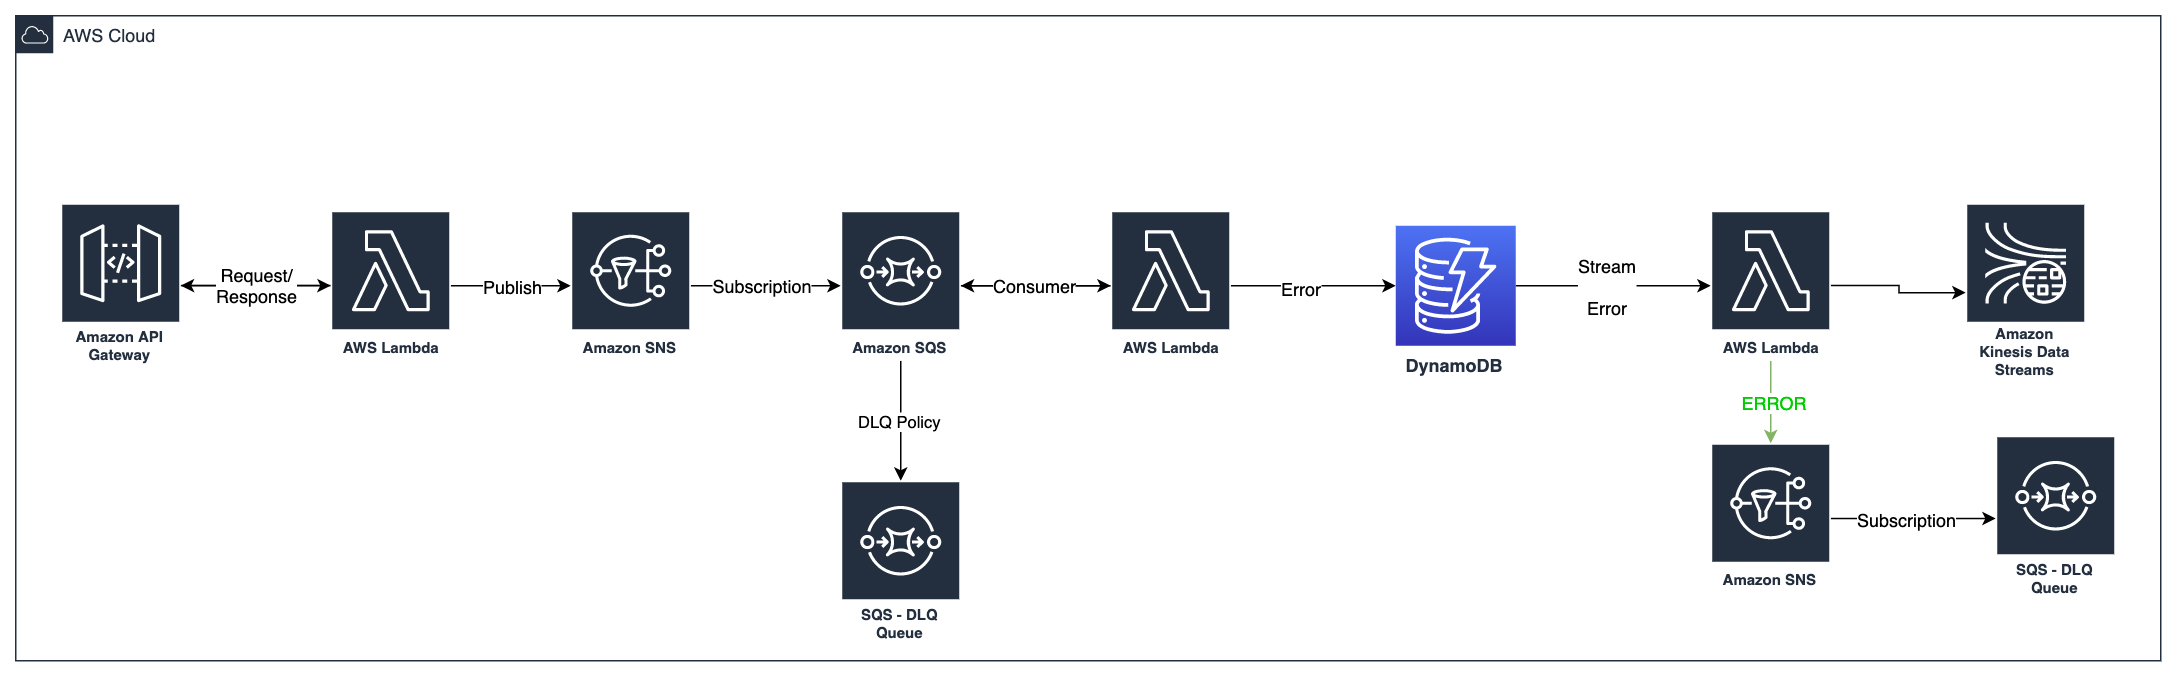 AWS Cloud
Request/
Response
Publish
Subscription
Consumer
Error
Stream
Error
Amazon API
Gateway
AWS Lambda
Amazon SNS
Amazon SQS
AWS Lambda
DynamoDB
AWS Lambda
Amazon
Kinesis Data
Streams
DLQ Policy
ERROR
Subscription
SQS - DLQ
Queue
Amazon SNS
SQS - DLQ
Queue